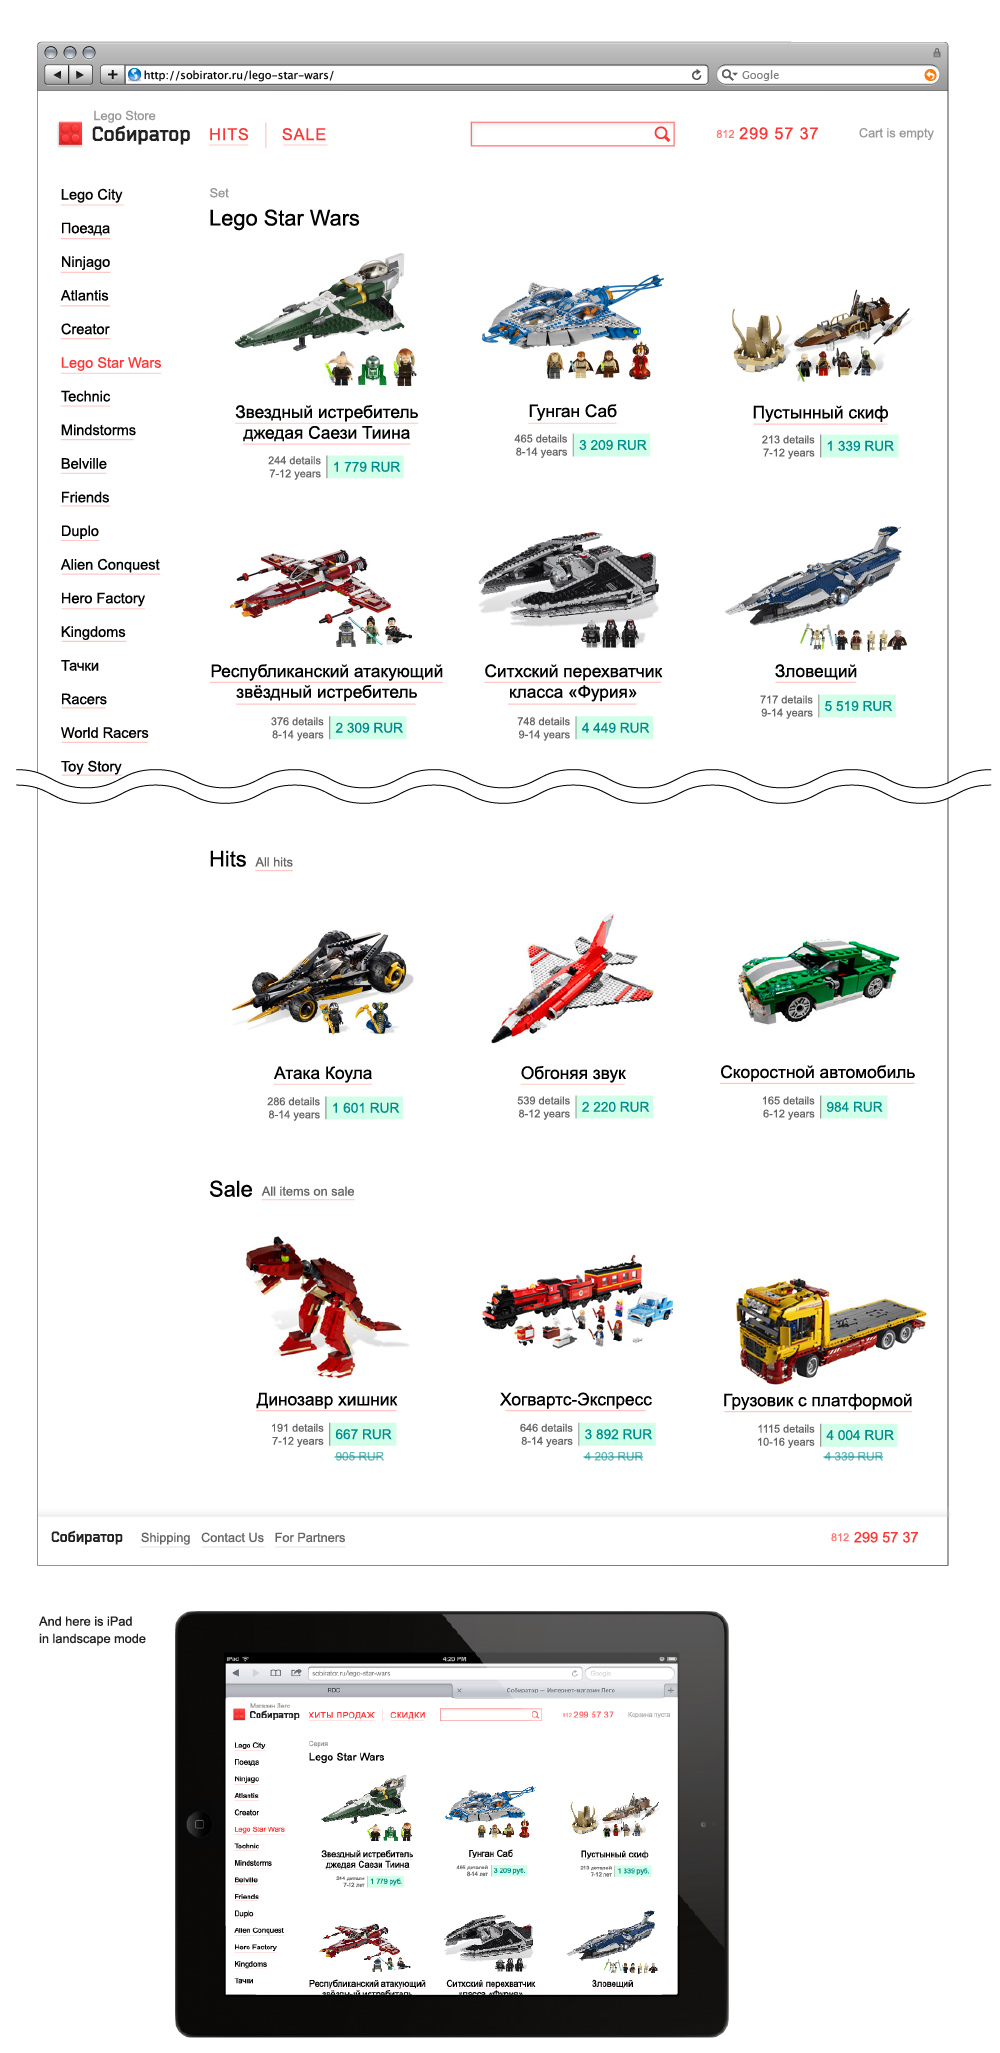 http://sobirator.ru/lego-star-wars/
Google
Lego Store
Собиратор
HITS
SALE
812 299 57 37
Cart is empty
Lego City
Поезда
Ninjago
Atlantis
Creator
Lego Star Wars
Technic
Mindstorms
Belville
Friends
Duplo
Alien Conquest
Hero Factory
Kingdoms
Тачки
Racers
World Racers
Toy Story
Set
Lego Star Wars
Звездный истребитель
джедая Саези Тиина
244 details
7-12 years
1 779 RUR
Гунган Саб
465 details
8-14 years
3 209 RUR
Пустынный скиф
213 details
7-12 years
1 339 RUR
Республиканский атакующий
звёздный истребитель
376 details
8-14 years
2 309 RUR
Ситхский перехватчик
класса «Фурия»
748 details
9-14 years
4 449 RUR
Зловещий
717 details
9-14 years
5 519 RUR
Hits All hits
Атака Коула
286 details
8-14 years
1 601 RUR
Обгоняя звук
539 details
8-12 years
2 220 RUR
Скоростной автомобиль
165 details
6-12 years
984 RUR
Sale All items on sale
Динозавр хишник
191 details
7-12 years
667 RUR
905 RUR
Хогвартс-Экспресс
646 details
8-14 years
3 892 RUR
4 203 RUR
Грузовик с платформой
1115 details
10-16 years
4 004 RUR
4 339 RUR
Собиратор
Shipping
Contact Us
For Partners
812 299 57 37
And here is iPad
in landscape mode
iPad
4:20 PM
sobirator.ru/lego-star-wars
Google
Собиратор — Интернет-магазин Лего
Магазин Лего
Собиратор
ХИТЫ ПРОДАЖ
СКИДКИ
812 299 57 37
Корзина пуста
Lego City
Поезда
Ninjago
Atlantis
Creator
Lego Star Wars
Technic
Mindstorms
Belville
Friends
Duplo
Alien Conquest
Hero Factory
Kingdoms
Тачки
Серия
Lego Star Wars
Звездный истребитель
джедая Саези Тиина
244 детали
7-12 лет
1 779 руб.
Гунган Саб
465 деталей
8-14 лет
3 209 руб.
Пустынный скиф
213 деталей
7-12 лет
1 339 руб.
Республиканский атакующий
звёздный истребитель
Ситхский перехватчик
класса «Фурия»
Зловещий